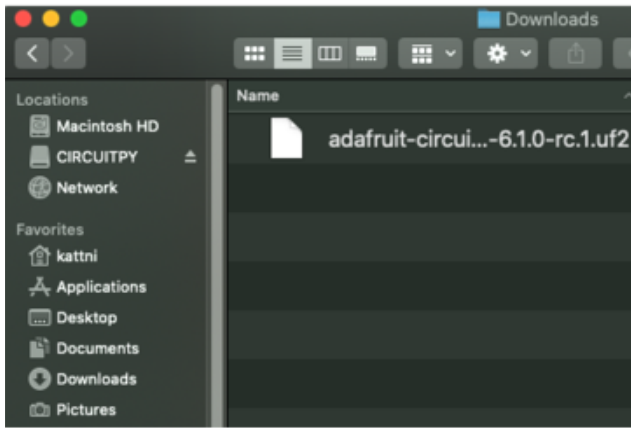 Downloads
Locations
Macintosh HD
CIRCUITPY
Network
Favorites
kattni
Applications
Desktop
Documents
Downloads
Pictures
Name
adafruit-circui...-6.1.0-rc.1.uf2